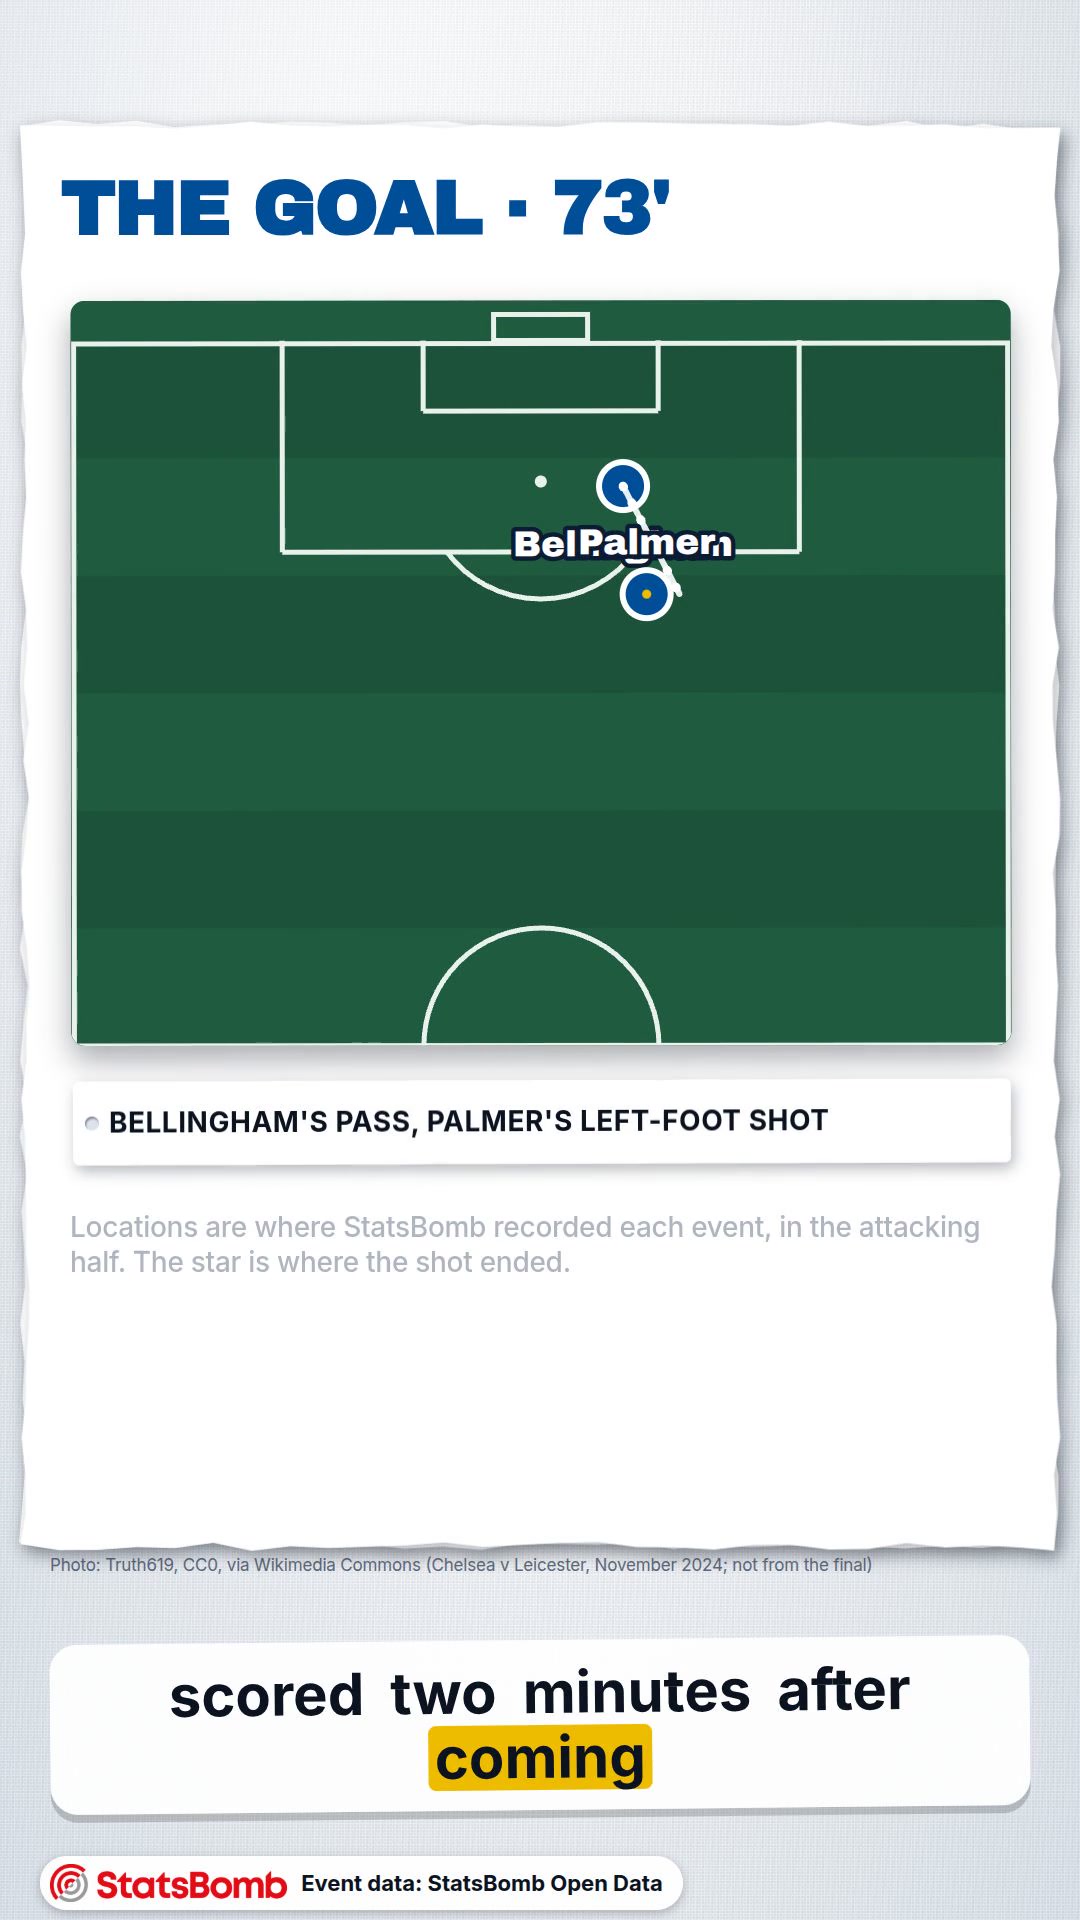 THE GOAL · 73'
Palmer
BELLINGHAM'S PASS, PALMER'S LEFT-FOOT SHOT
Locations are where StatsBomb recorded each event, in the attacking
half. The star is where the shot ended.
Photo: Truth619, CC0, via Wikimedia Commons (Chelsea v Leicester, November 2024; not from the final)
scored two minutes after
coming
StatsBomb Event data: StatsBomb Open Data